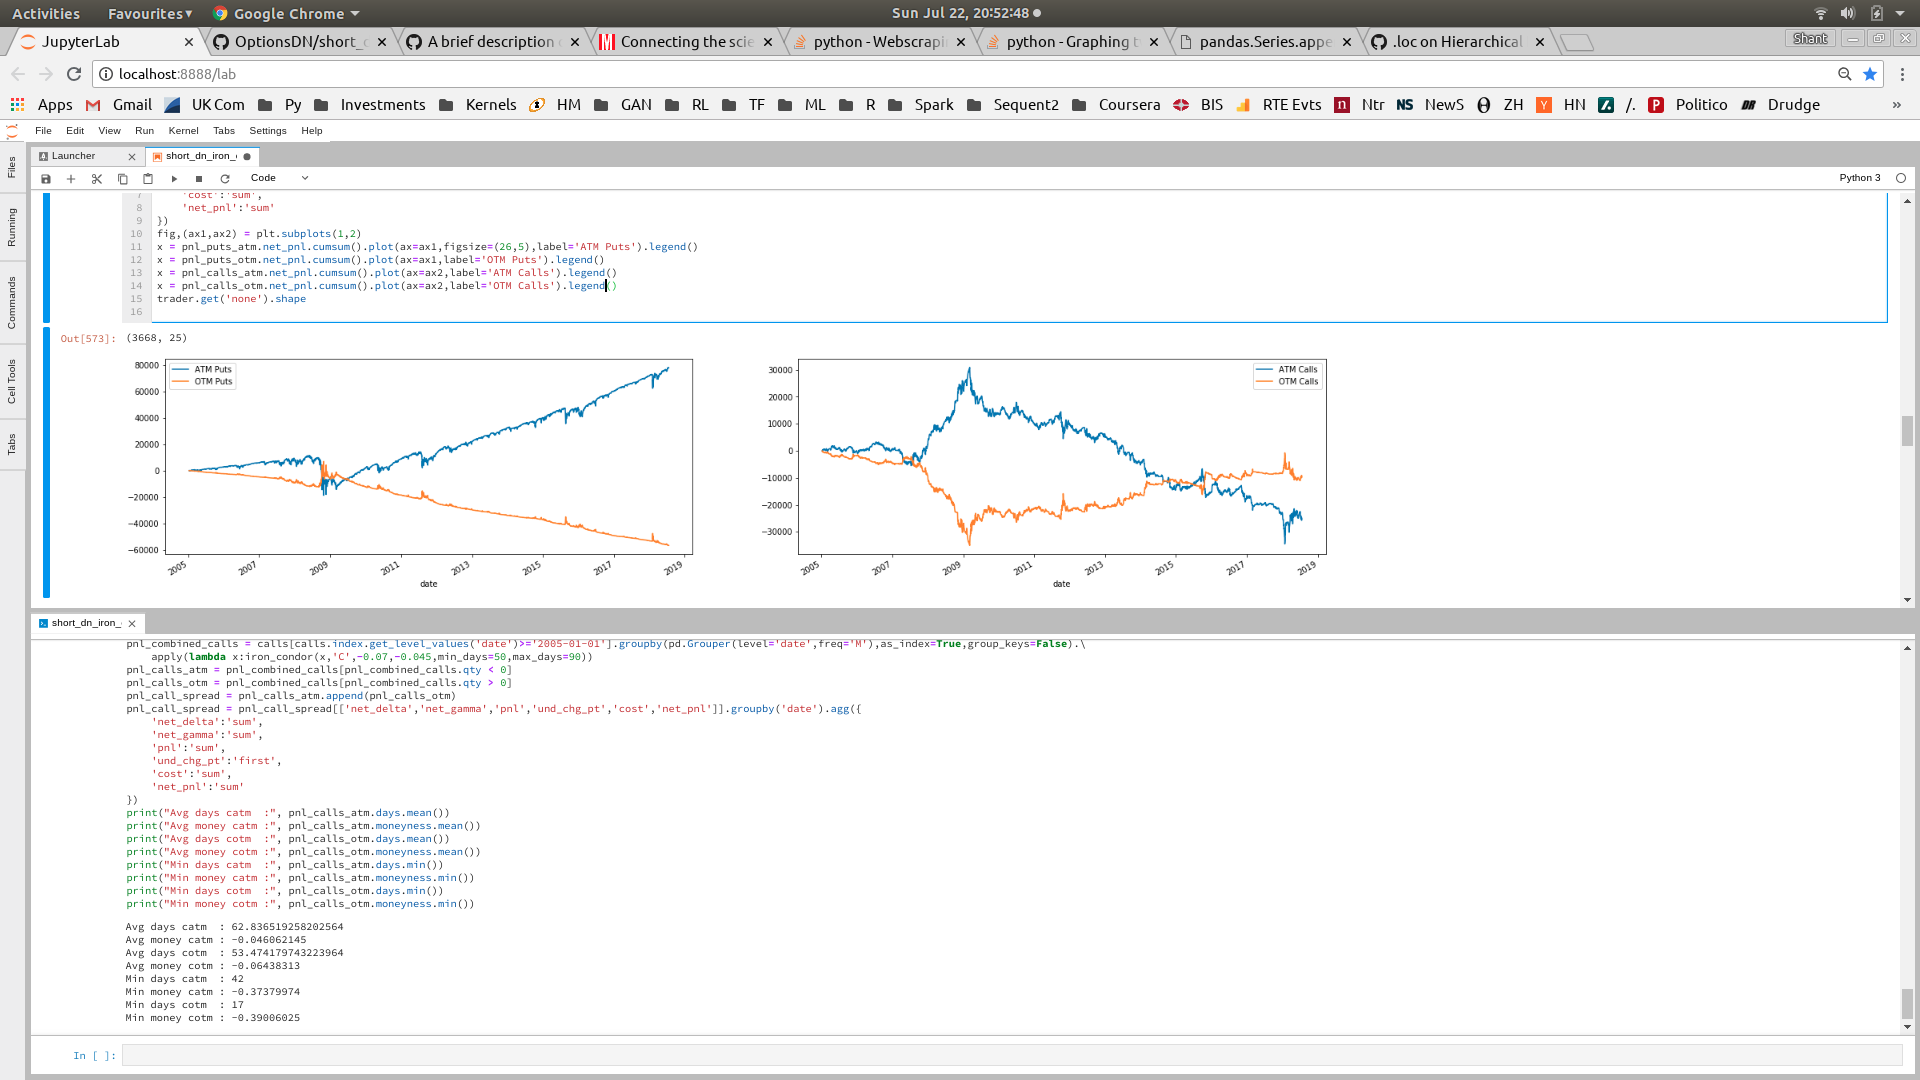 Activities Favourites▾ Google Chrome ▾ Sun Jul 22, 20:52:48
JupyterLab OptionsDN/short_ A brief description Connecting the scie python - Webscrapi python - Graphing t pandas.Series.appe .loc on Hierarchical Shant
localhost:8888/lab
Apps Gmail UK Com Py Investments Kernels HM GAN RL TF ML R Spark Sequent2 Coursera BIS RTE Evts Ntr NewS ZH HN /. Politico Drudge »
File Edit View Run Kernel Tabs Settings Help
Files
Running
Commands
Cell Tools
Tabs
Launcher short_dn_iron_
Code Python 3
7 'cost':'sum',
8 'net_pnl':'sum'
9 })
10 fig,(ax1,ax2) = plt.subplots(1,2)
11 x = pnl_puts_atm.net_pnl.cumsum().plot(ax=ax1,figsize=(26,5),label='ATM Puts').legend()
12 x = pnl_puts_otm.net_pnl.cumsum().plot(ax=ax1,label='OTM Puts').legend()
13 x = pnl_calls_atm.net_pnl.cumsum().plot(ax=ax2,label='ATM Calls').legend()
14 x = pnl_calls_otm.net_pnl.cumsum().plot(ax=ax2,label='OTM Calls').legend()
15 trader.get('none').shape
16
Out[573]: (3668, 25)
ATM Puts
OTM Puts
80000
60000
40000
20000
0
−20000
−40000
−60000
2005 2007 2009 2011 2013 2015 2017 2019
date
ATM Calls
OTM Calls
30000
20000
10000
0
−10000
−20000
−30000
2005 2007 2009 2011 2013 2015 2017 2019
date
short_dn_iron_
pnl_combined_calls = calls[calls.index.get_level_values('date')>='2005-01-01'].groupby(pd.Grouper(level='date',freq='M'),as_index=True,group_keys=False).\
apply(lambda x:iron_condor(x,'C',-0.07,-0.045,min_days=50,max_days=90))
pnl_calls_atm = pnl_combined_calls[pnl_combined_calls.qty < 0]
pnl_calls_otm = pnl_combined_calls[pnl_combined_calls.qty > 0]
pnl_call_spread = pnl_calls_atm.append(pnl_calls_otm)
pnl_call_spread = pnl_call_spread[['net_delta','net_gamma','pnl','und_chg_pt','cost','net_pnl']].groupby('date').agg({
'net_delta':'sum',
'net_gamma':'sum',
'pnl':'sum',
'und_chg_pt':'first',
'cost':'sum',
'net_pnl':'sum'
})
print("Avg days catm  :", pnl_calls_atm.days.mean())
print("Avg money catm :", pnl_calls_atm.moneyness.mean())
print("Avg days cotm  :", pnl_calls_otm.days.mean())
print("Avg money cotm :", pnl_calls_otm.moneyness.mean())
print("Min days catm  :", pnl_calls_atm.days.min())
print("Min money catm :", pnl_calls_atm.moneyness.min())
print("Min days cotm  :", pnl_calls_otm.days.min())
print("Min money cotm :", pnl_calls_otm.moneyness.min())
Avg days catm  : 62.836519258202564
Avg money catm : -0.046062145
Avg days cotm  : 53.474179743223964
Avg money cotm : -0.06438313
Min days catm  : 42
Min money catm : -0.37379974
Min days cotm  : 17
Min money cotm : -0.39006025
In [ ]: